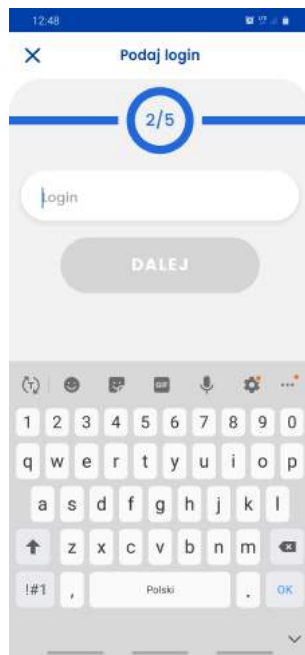 12:48
Podaj login
2/5
Login
DALEJ
GIF
1 2 3 4 5 6 7 8 9 0
q w e r t y u i o p
a s d f g h j k l
z x c v b n m
!#1 , Polski . OK